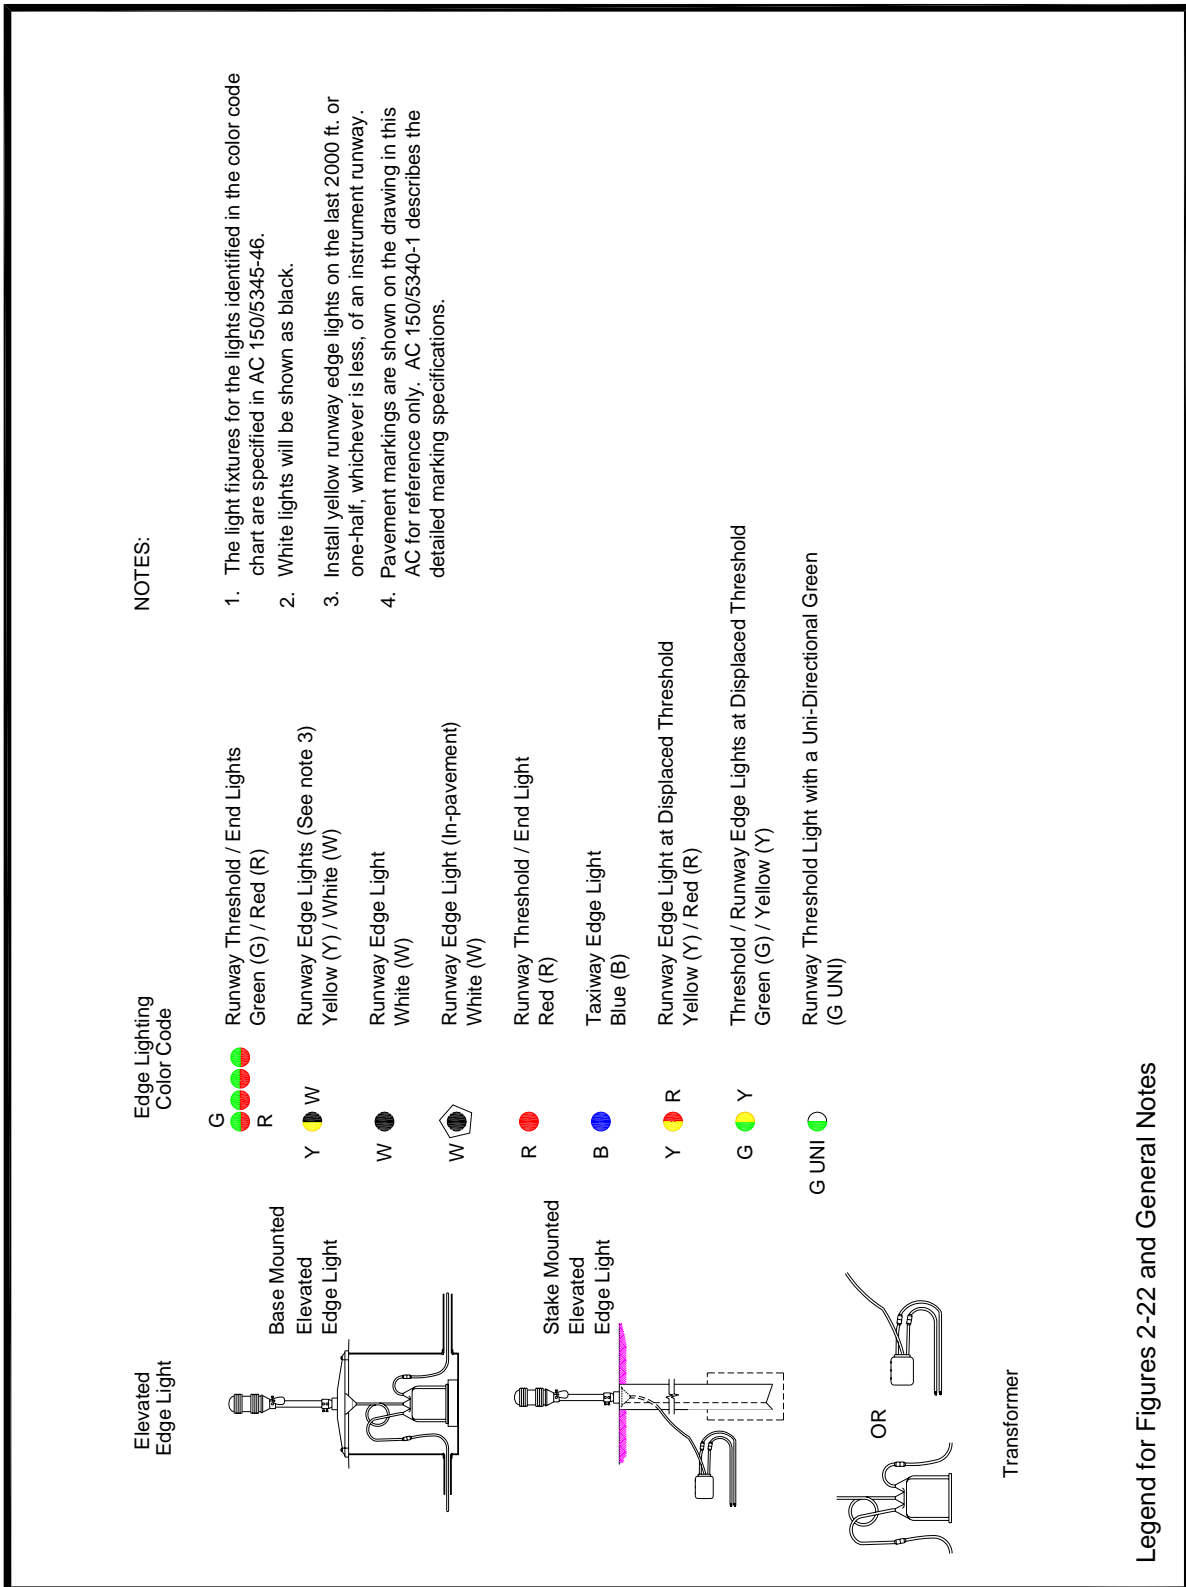 Elevated
Edge Light
Base Mounted
Elevated
Edge Light
Stake Mounted
Elevated
Edge Light
OR
Transformer
Edge Lighting
Color Code
G
R
Runway Threshold / End Lights
Green (G) / Red (R)
Y
W
Runway Edge Lights (See note 3)
Yellow (Y) / White (W)
W
Runway Edge Light
White (W)
W
Runway Edge Light (In-pavement)
White (W)
R
Runway Threshold / End Light
Red (R)
B
Taxiway Edge Light
Blue (B)
Y
R
Runway Edge Light at Displaced Threshold
Yellow (Y) / Red (R)
G
Y
Threshold / Runway Edge Lights at Displaced Threshold
Green (G) / Yellow (Y)
G UNI
Runway Threshold Light with a Uni-Directional Green
(G UNI)
NOTES:
1. The light fixtures for the lights identified in the color code
chart are specified in AC 150/5345-46.
2. White lights will be shown as black.
3. Install yellow runway edge lights on the last 2000 ft. or
one-half, whichever is less, of an instrument runway.
4. Pavement markings are shown on the drawing in this
AC for reference only. AC 150/5340-1 describes the
detailed marking specifications.
Legend for Figures 2-22 and General Notes